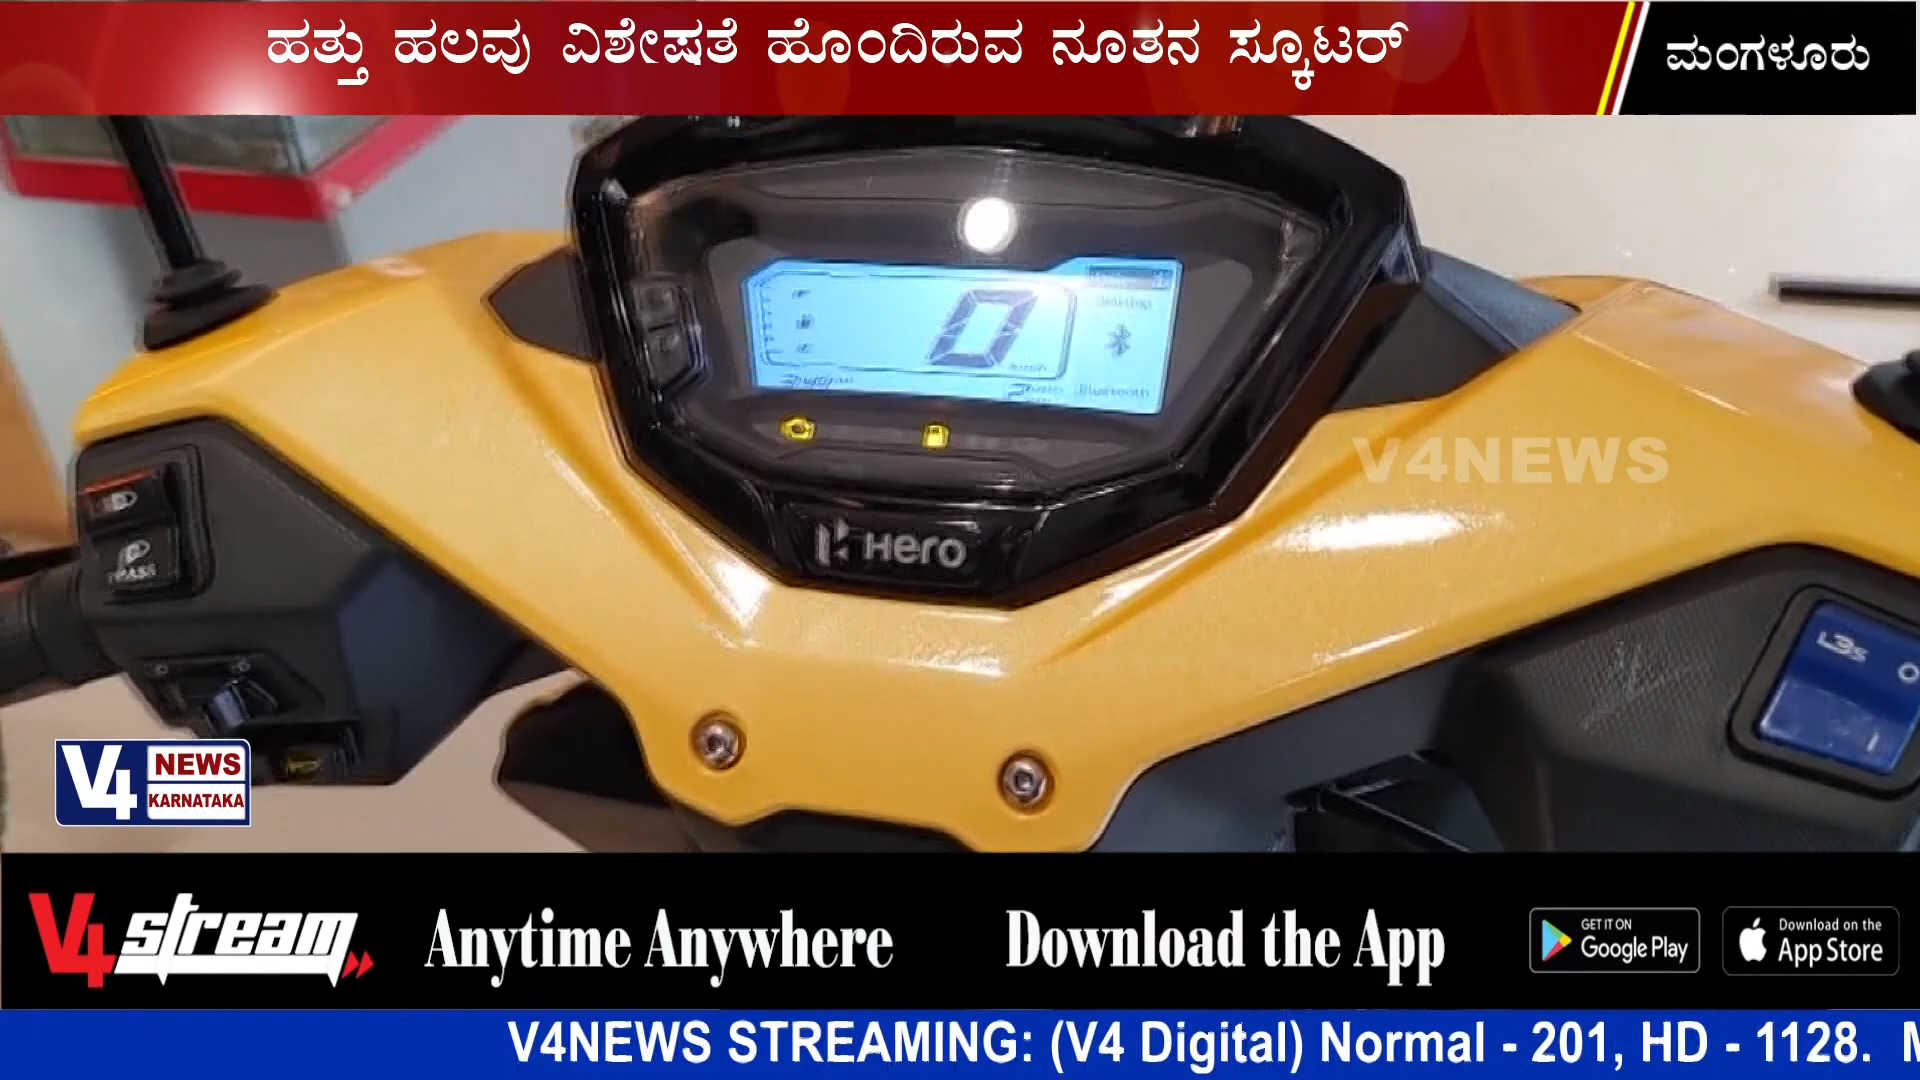 ಹತ್ತು ಹಲವು ವಿಶೇಷತೆ ಹೊಂದಿರುವ ನೂತನ ಸ್ಕೂಟರ್
ಮಂಗಳೂರು
0
Bluetooth
V4NEWS
Hero
PASS
V4 NEWS
KARNATAKA
V4 stream
Anytime Anywhere
Download the App
GET IT ON
Google Play
Download on the
App Store
V4NEWS STREAMING: (V4 Digital) Normal - 201, HD - 1128.